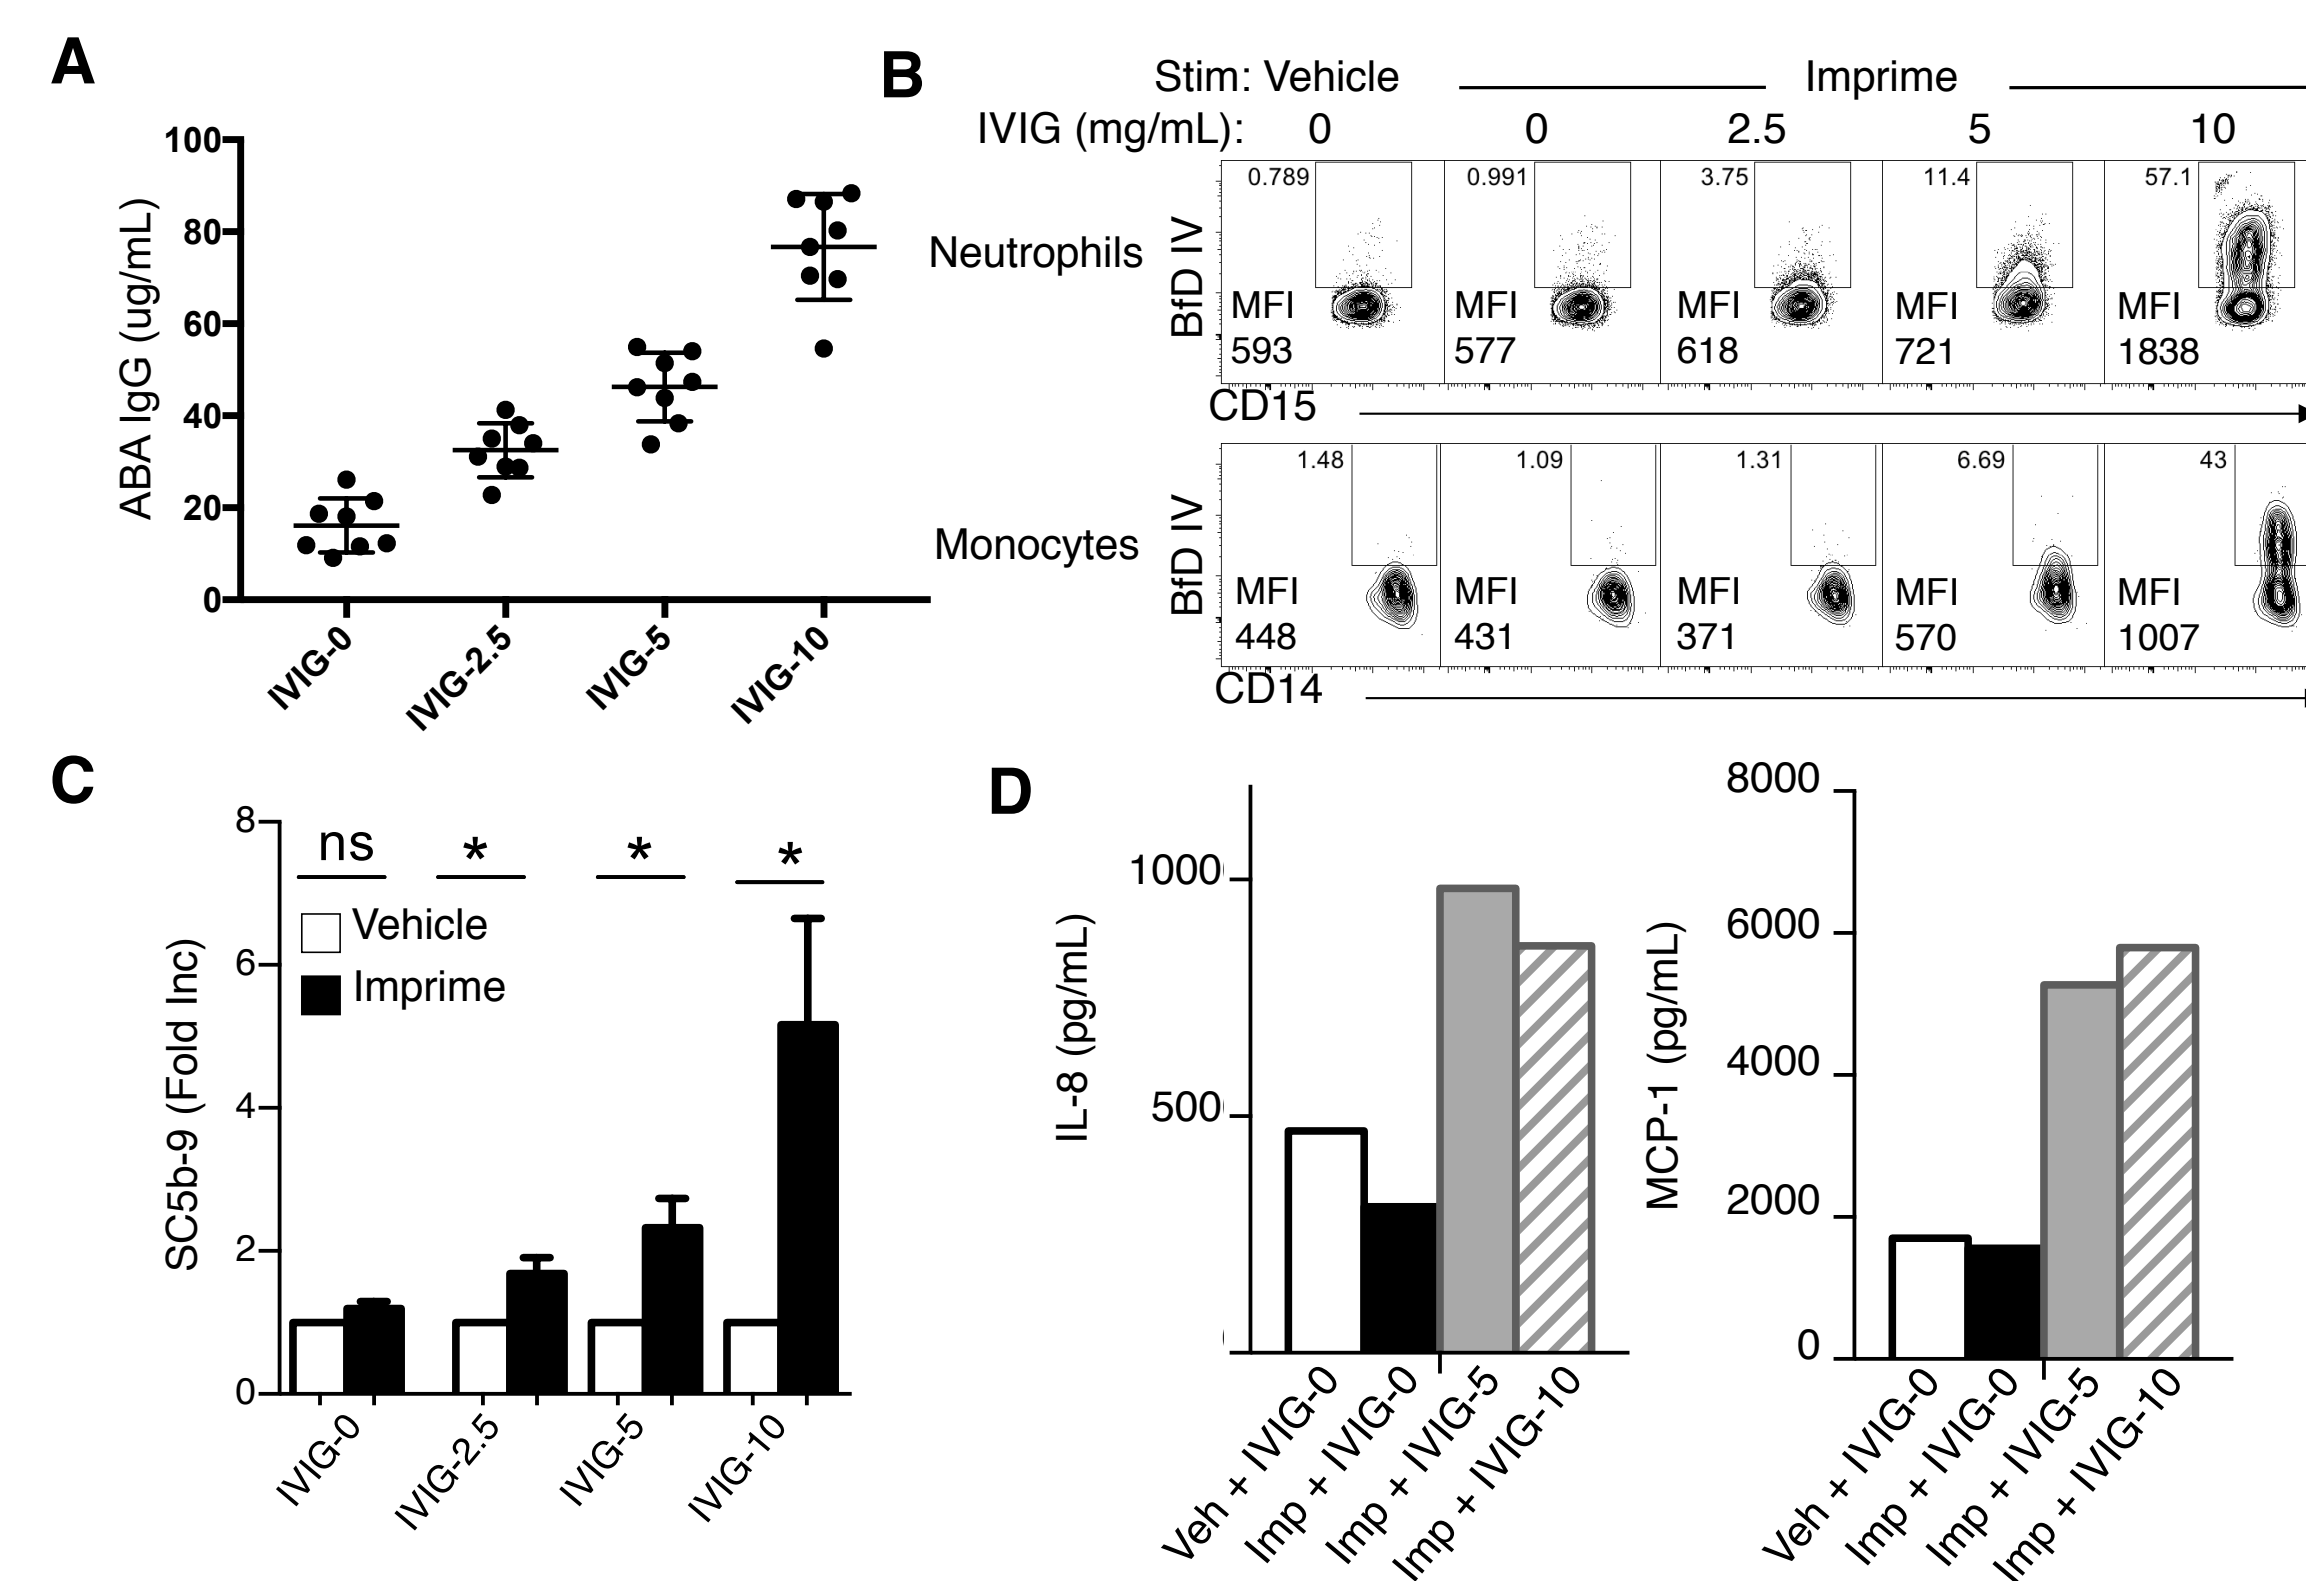 A
100
80
60
40
20
0
ABA IgG (ug/mL)
IVIG-0
IVIG-2.5
IVIG-5
IVIG-10
B
Stim: Vehicle
Imprime
IVIG (mg/mL): 0 0 2.5 5 10
Neutrophils
BfD IV
0.789 0.991 3.75 11.4 57.1
MFI MFI MFI MFI MFI
593 577 618 721 1838
CD15
Monocytes
BfD IV
1.48 1.09 1.31 6.69 43
MFI MFI MFI MFI MFI
448 431 371 570 1007
CD14
C
8
6
4
2
0
SC5b-9 (Fold Inc)
ns * * *
Vehicle
Imprime
IVIG-0
IVIG-2.5
IVIG-5
IVIG-10
D
1000
500
IL-8 (pg/mL)
Veh + IVIG-0
Imp + IVIG-0
Imp + IVIG-5
Imp + IVIG-10
8000
6000
4000
2000
0
MCP-1 (pg/mL)
Veh + IVIG-0
Imp + IVIG-0
Imp + IVIG-5
Imp + IVIG-10